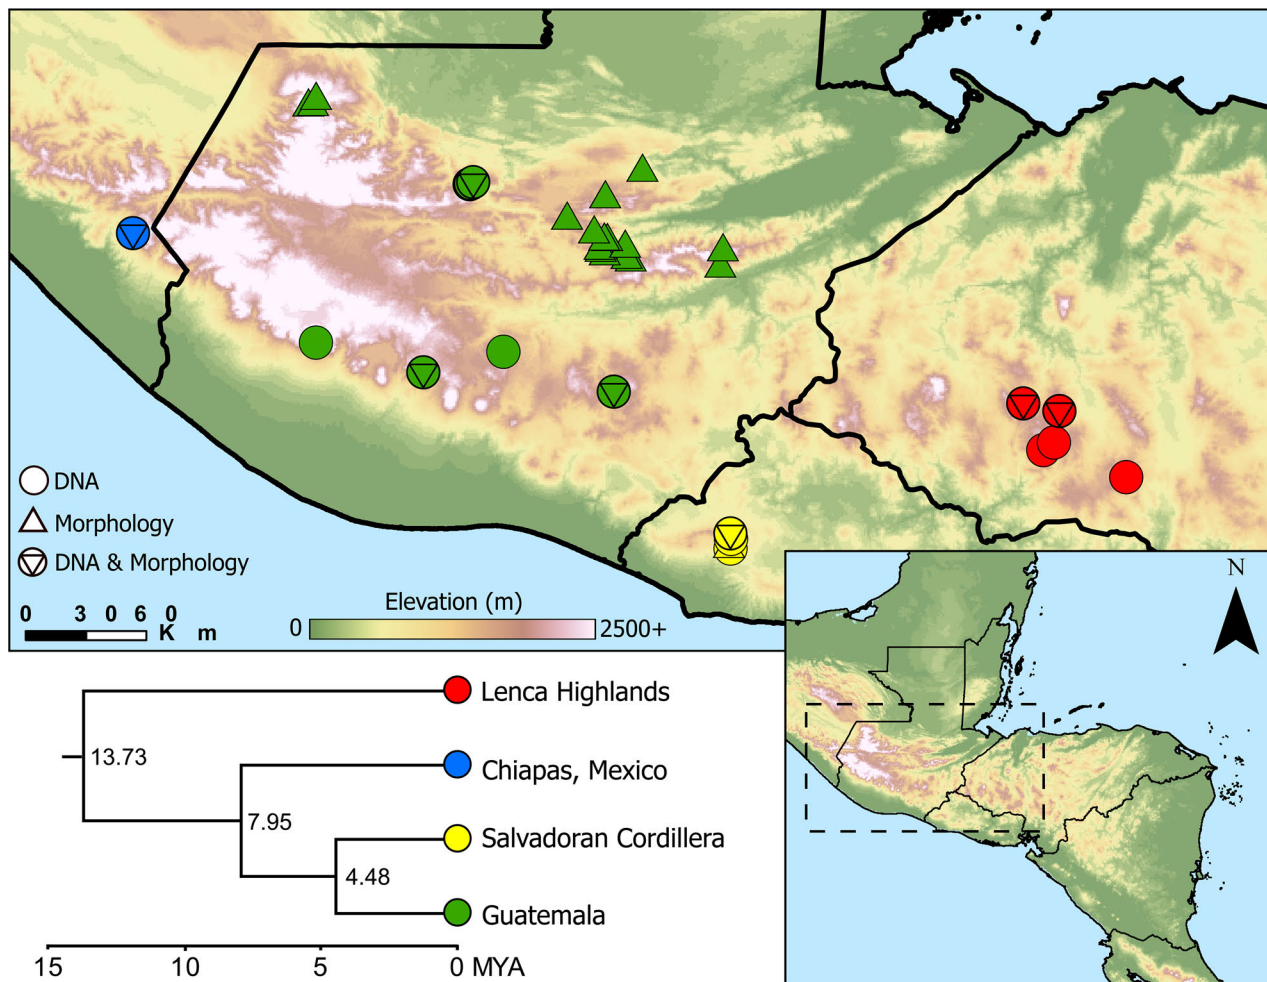 DNA
Morphology
DNA & Morphology
0 3 0 6 0
K m
Elevation (m)
0 2500+
N
Lenca Highlands
13.73
Chiapas, Mexico
7.95
Salvadoran Cordillera
4.48
Guatemala
15 10 5 0 MYA